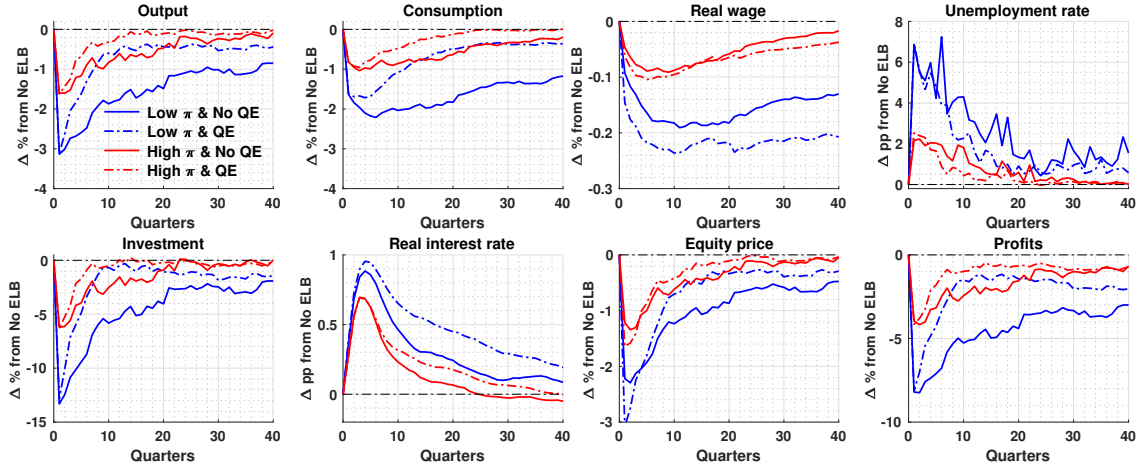 Output
Δ % from No ELB
0
-1
-2
-3
-4
0 10 20 30 40
Quarters
Low π & No QE
Low π & QE
High π & No QE
High π & QE
Consumption
Δ % from No ELB
0
-1
-2
-3
-4
0 10 20 30 40
Quarters
Real wage
Δ % from No ELB
0
-0.1
-0.2
-0.3
0 10 20 30 40
Quarters
Unemployment rate
Δ pp from No ELB
8
6
4
2
0
0 10 20 30 40
Quarters
Investment
Δ % from No ELB
0
-5
-10
-15
0 10 20 30 40
Quarters
Real interest rate
Δ pp from No ELB
1
0.5
0
0 10 20 30 40
Quarters
Equity price
Δ % from No ELB
0
-1
-2
-3
0 10 20 30 40
Quarters
Profits
Δ % from No ELB
0
-5
-10
0 10 20 30 40
Quarters